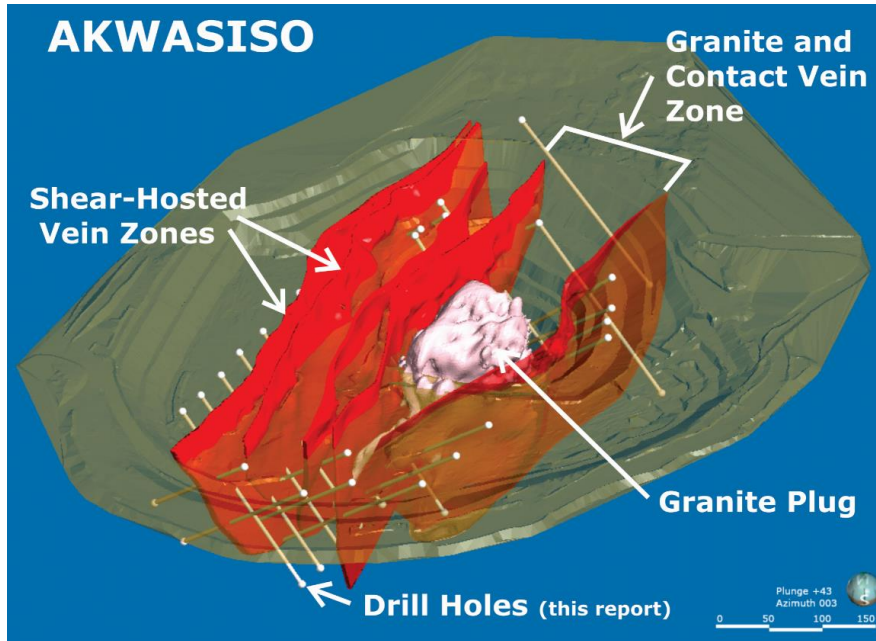 AKWASISO
Granite and
Contact Vein
Zone
Shear-Hosted
Vein Zones
Granite Plug
Drill Holes (this report)
Plunge +43
Azimuth 003
0 50 100 150